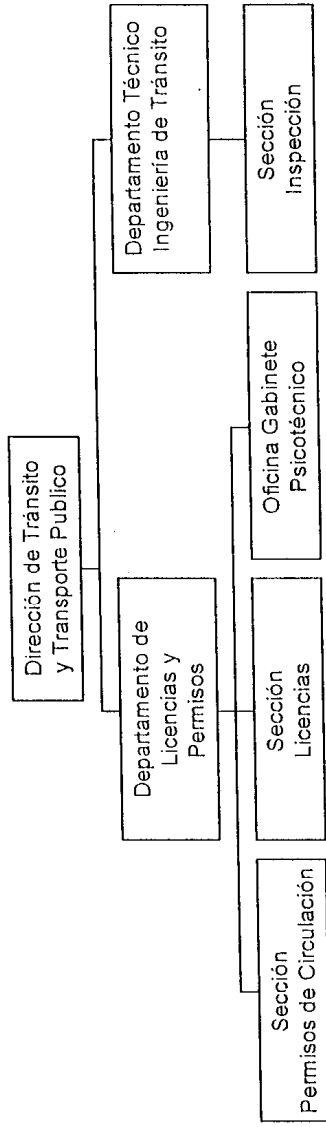 Dirección de Tránsito
y Transporte Publico
Departamento de
Licencias y
Permisos
Departamento Técnico
Ingeniería de Tránsito
Sección
Permisos de Circulación
Sección
Licencias
Oficina Gabinete
Psicotécnico
Sección
Inspección